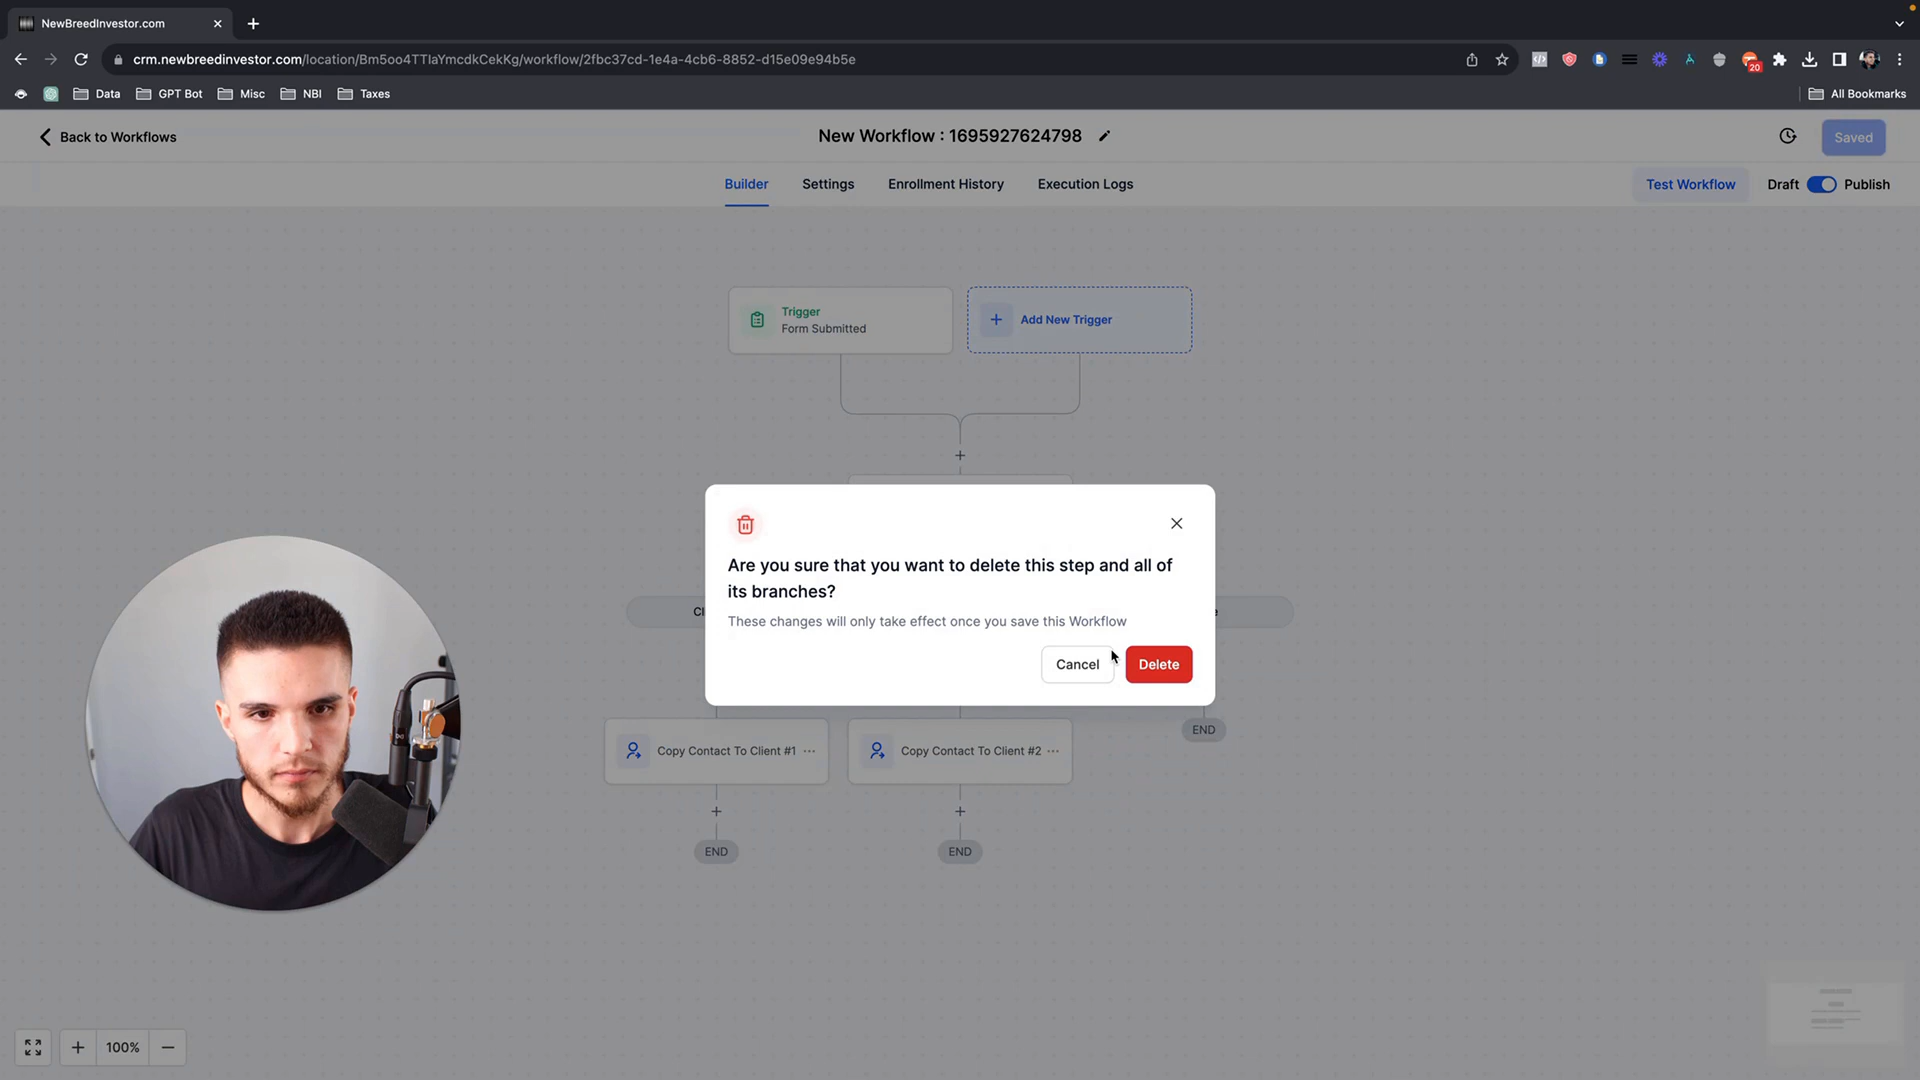 NewBreedInvestor.com
crm.newbreedinvestor.com/location/Bm5oo4TTIaYmcdkCekKg/workflow/2fbc37cd-1e4a-4cb6-8852-d15e09e94b5e
20
Data
GPT Bot
Misc
NBI
Taxes
All Bookmarks
Back to Workflows
New Workflow : 1695927624798
Saved
Builder
Settings
Enrollment History
Execution Logs
Test Workflow
Draft
Publish
Trigger
Form Submitted
Add New Trigger
Are you sure that you want to delete this step and all of
its branches?
These changes will only take effect once you save this Workflow
Cancel
Delete
END
Copy Contact To Client #1
Copy Contact To Client #2
END
END
100%